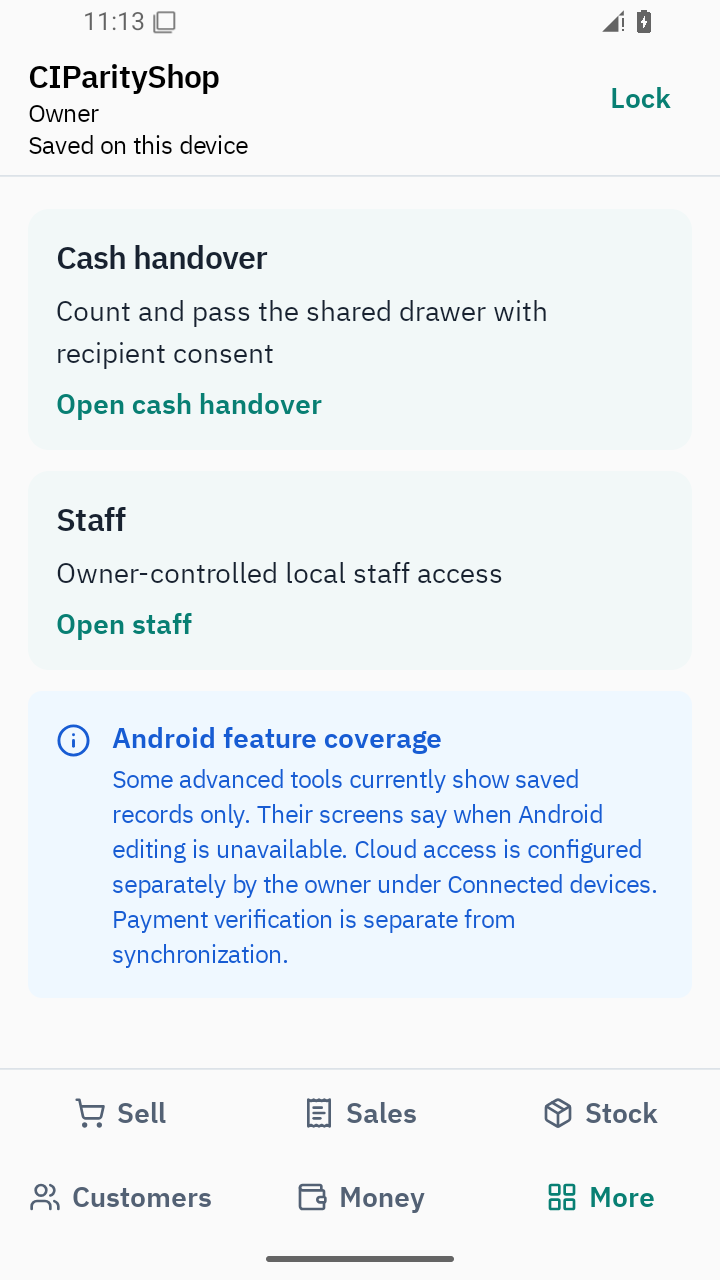 11:13
CIParityShop
Owner
Saved on this device
Lock
Cash handover
Count and pass the shared drawer with
recipient consent
Open cash handover
Staff
Owner-controlled local staff access
Open staff
Android feature coverage
Some advanced tools currently show saved
records only. Their screens say when Android
editing is unavailable. Cloud access is configured
separately by the owner under Connected devices.
Payment verification is separate from
synchronization.
Sell
Sales
Stock
Customers
Money
More